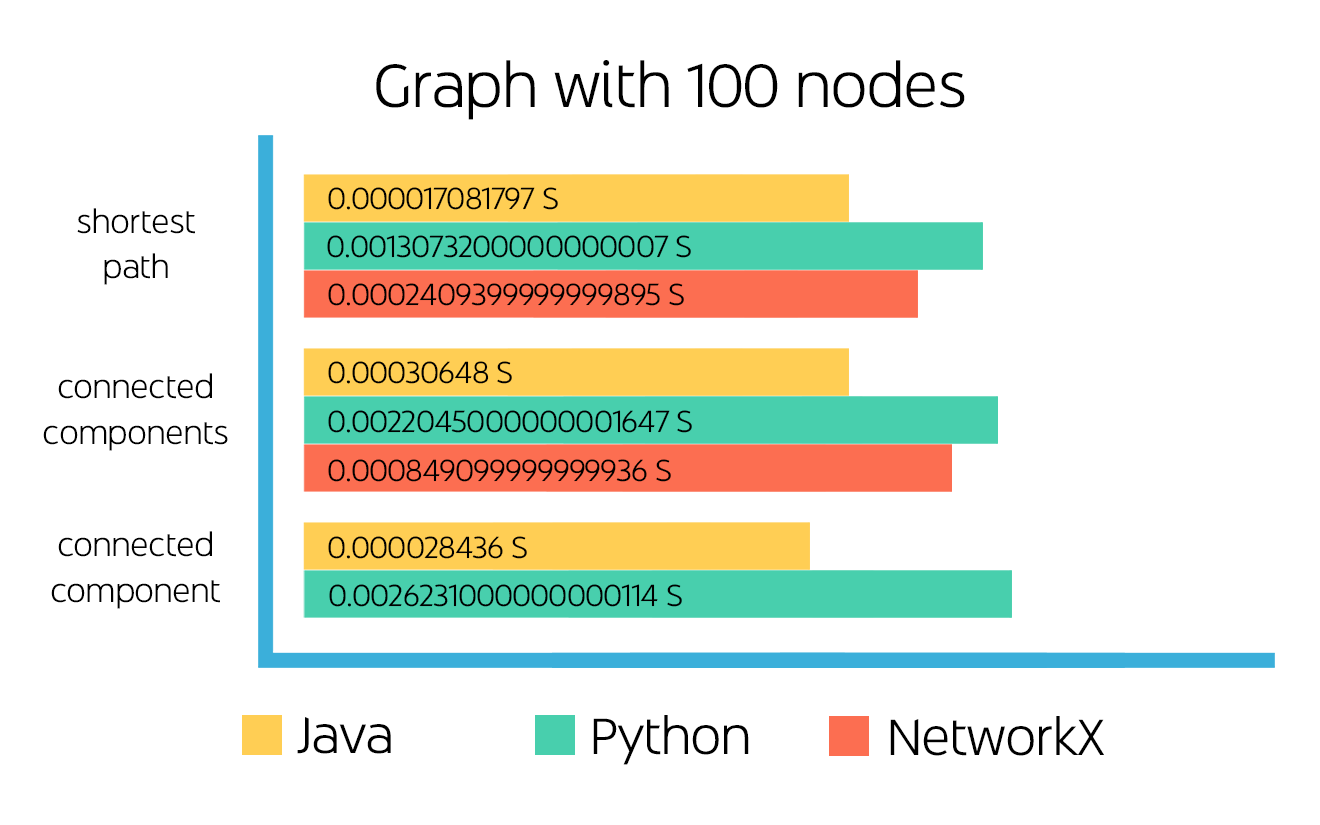 Graph with 100 nodes
shortest
path
0.000017081797 S
0.0013073200000000007 S
0.0002409399999999895 S
connected
components
0.00030648 S
0.0022045000000001647 S
0.000849099999999936 S
connected
component
0.000028436 S
0.0026231000000000114 S
Java
Python
NetworkX